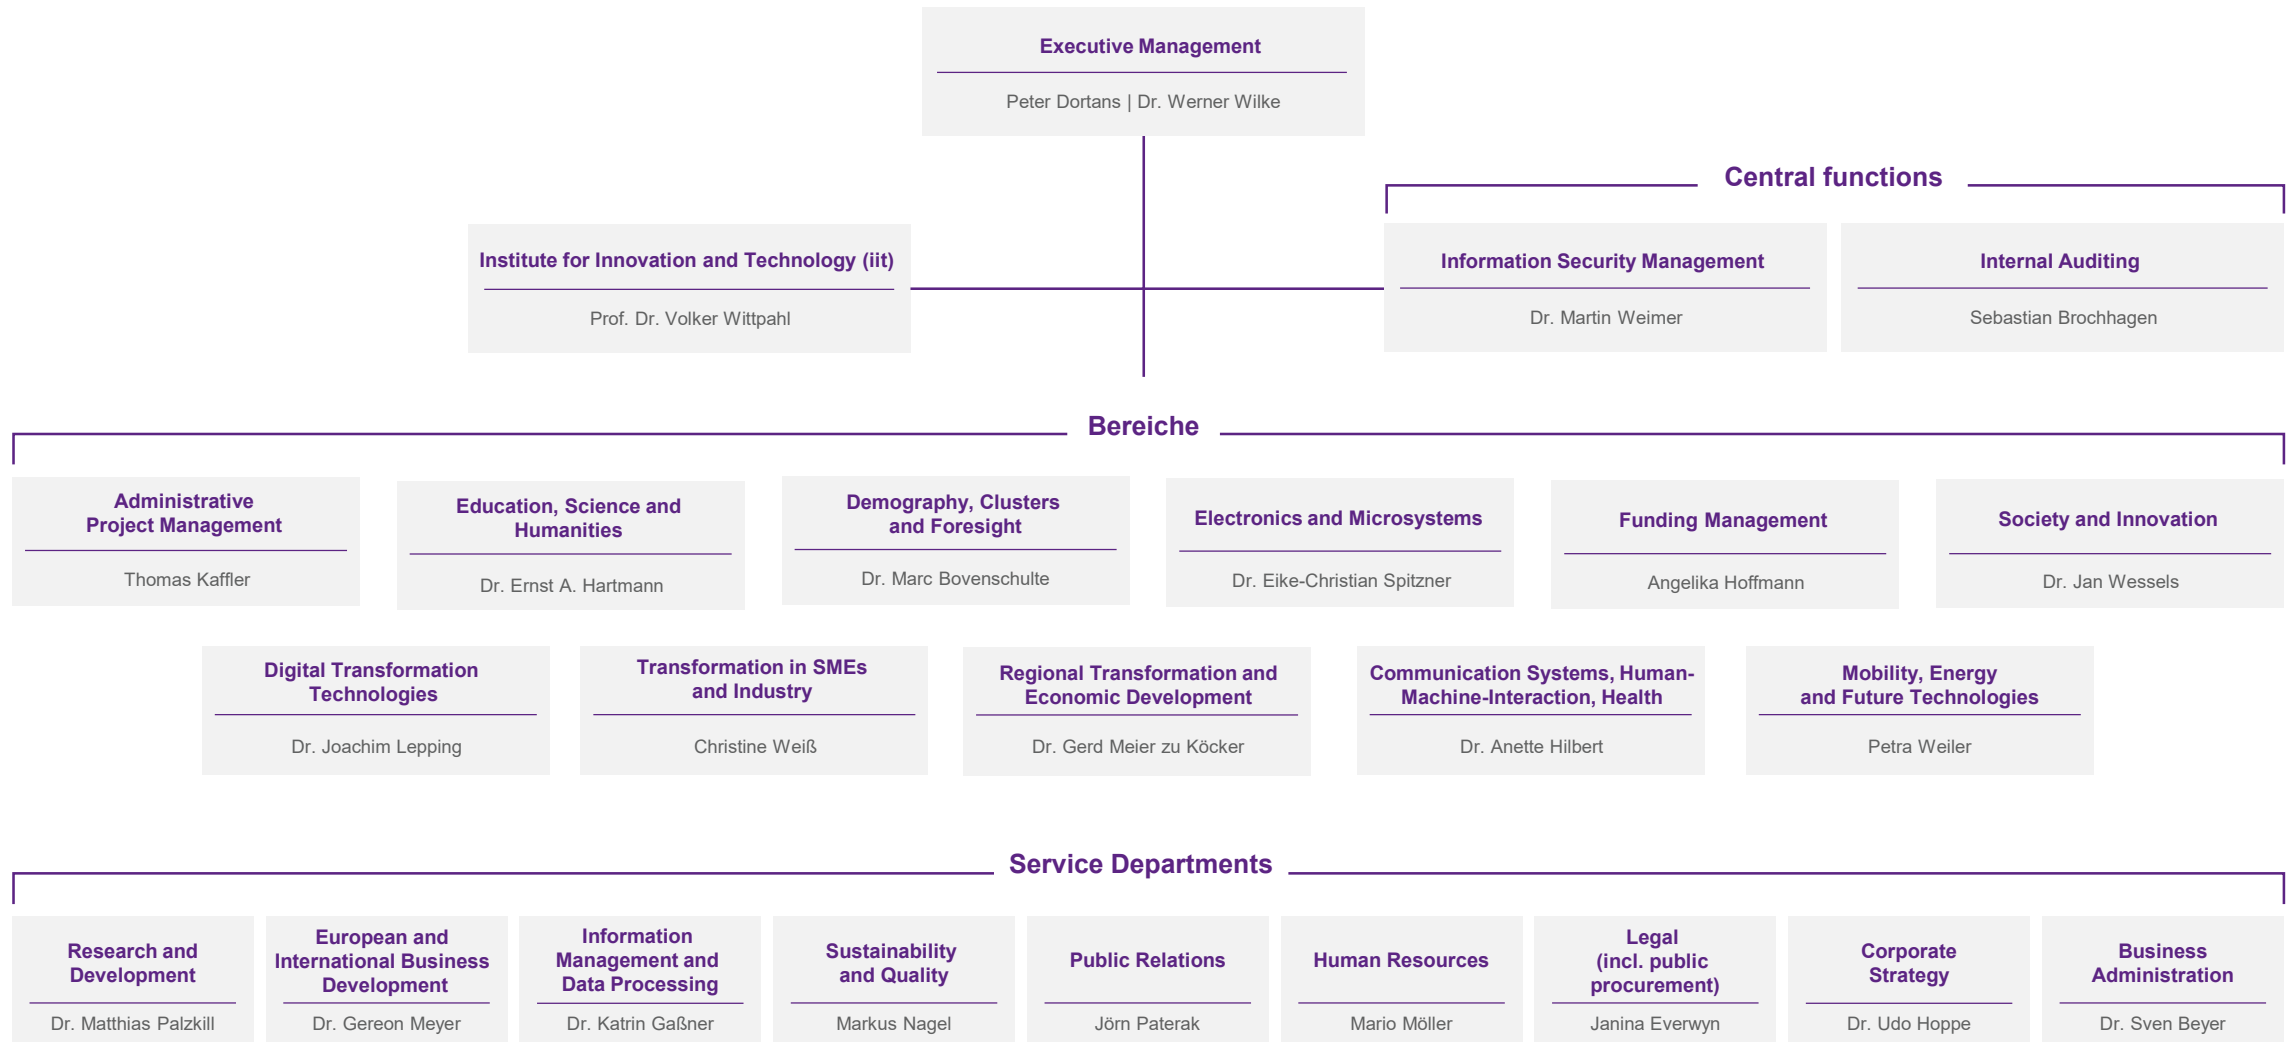 Executive Management
Peter Dortans | Dr. Werner Wilke
Central functions
Institute for Innovation and Technology (iit)
Prof. Dr. Volker Wittpahl
Information Security Management
Dr. Martin Weimer
Internal Auditing
Sebastian Brochhagen
Bereiche
Administrative
Project Management
Thomas Kaffler
Education, Science and
Humanities
Dr. Ernst A. Hartmann
Demography, Clusters
and Foresight
Dr. Marc Bovenschulte
Electronics and Microsystems
Dr. Eike-Christian Spitzner
Funding Management
Angelika Hoffmann
Society and Innovation
Dr. Jan Wessels
Digital Transformation
Technologies
Dr. Joachim Lepping
Transformation in SMEs
and Industry
Christine Weiß
Regional Transformation and
Economic Development
Dr. Gerd Meier zu Köcker
Communication Systems, Human-
Machine-Interaction, Health
Dr. Anette Hilbert
Mobility, Energy
and Future Technologies
Petra Weiler
Service Departments
Research and
Development
Dr. Matthias Palzkill
European and
International Business
Development
Dr. Gereon Meyer
Information
Management and
Data Processing
Dr. Katrin Gaßner
Sustainability
and Quality
Markus Nagel
Public Relations
Jörn Paterak
Human Resources
Mario Möller
Legal
(incl. public
procurement)
Janina Everwyn
Corporate
Strategy
Dr. Udo Hoppe
Business
Administration
Dr. Sven Beyer